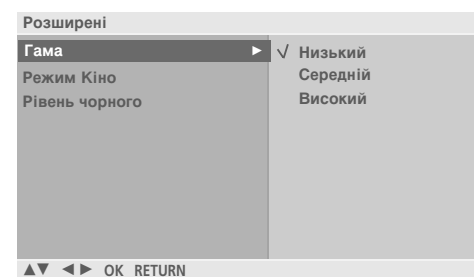 Розширені
Гама ► √ Низький
Режим Кіно Середній
Рівень чорного Високий
▲▼ ◄► OK RETURN